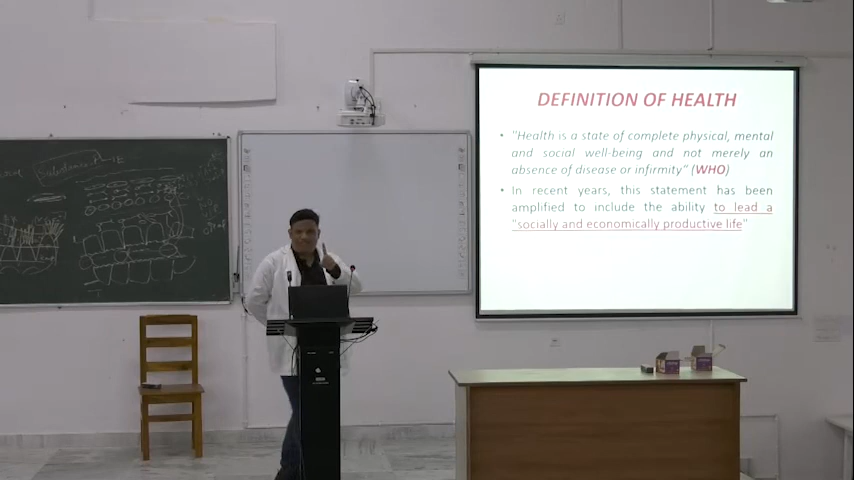 DEFINITION OF HEALTH
• "Health is a state of complete physical, mental
and social well-being and not merely an
absence of disease or infirmity" (WHO)
• In recent years, this statement has been
amplified to include the ability to lead a
"socially and economically productive life"